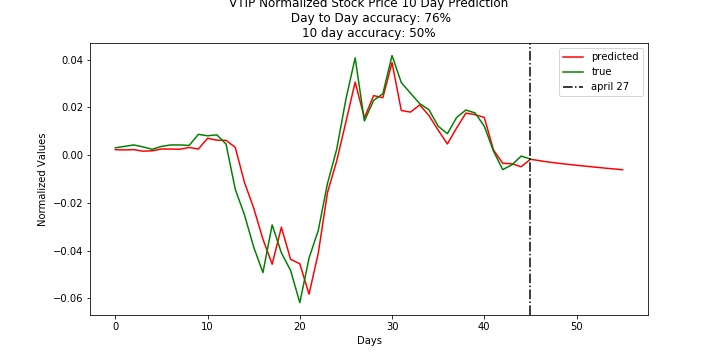 VTIP Normalized Stock Price 10 Day Prediction
Day to Day accuracy: 76%
10 day accuracy: 50%
predicted
true
april 27
Normalized Values
0.04
0.02
0.00
−0.02
−0.04
−0.06
0
10
20
30
40
50
Days